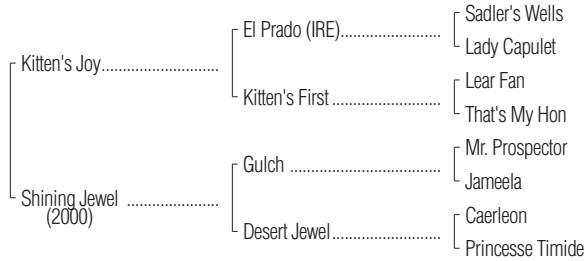 Sadler's Wells
El Prado (IRE)
Lady Capulet
Kitten's Joy
Lear Fan
Kitten's First
That's My Hon
Mr. Prospector
Gulch
Jameela
Shining Jewel
(2000)
Caerleon
Desert Jewel
Princesse Timide